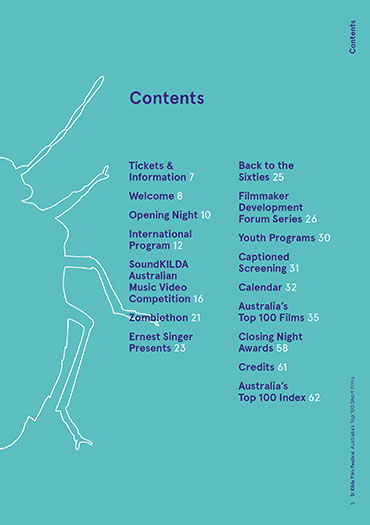 Contents
Contents
Tickets &
Information 7
Welcome 8
Opening Night 10
International
Program 12
SoundKILDA
Australian
Music Video
Competition 16
Zombiethon 21
Ernest Singer
Presents 23
Back to the
Sixties 25
Filmmaker
Development
Forum Series 26
Youth Programs 30
Captioned
Screening 31
Calendar 32
Australia's
Top 100 Films 35
Closing Night
Awards 58
Credits 61
Australia's
Top 100 Index 62
5 St Kilda Film Festival Australia's Top 100 Short Films